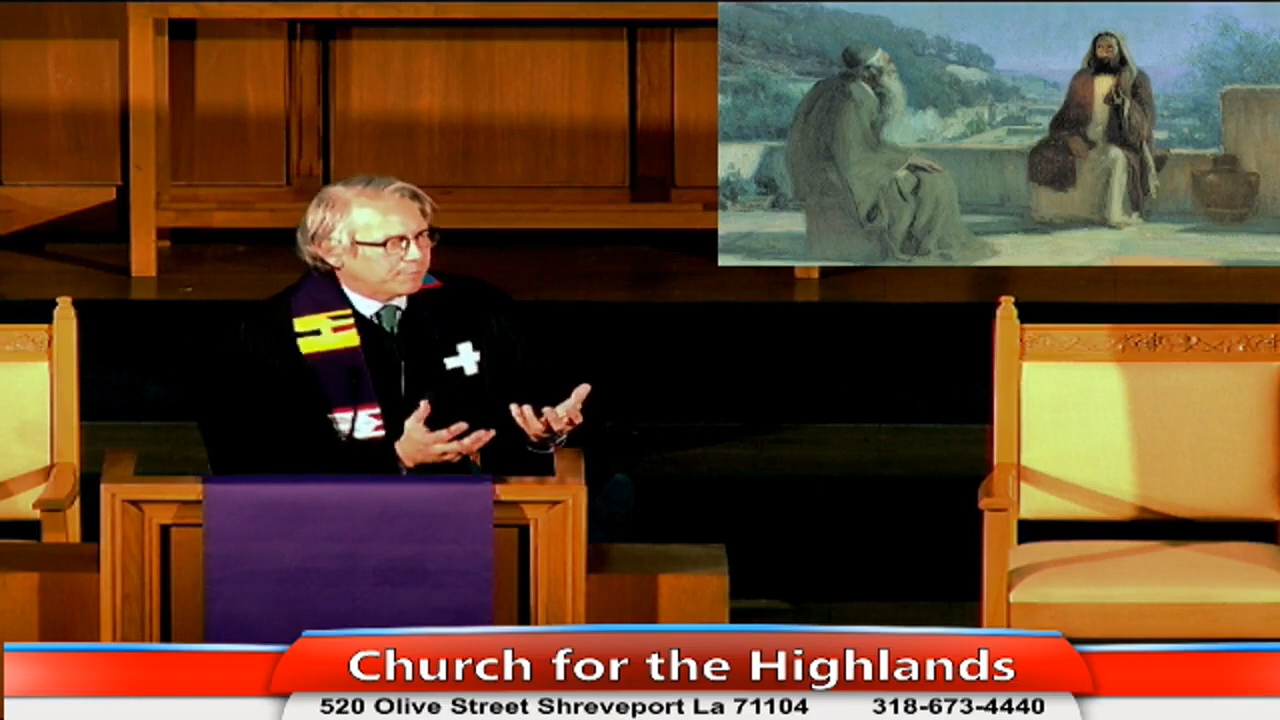 Church for the Highlands
520 Olive Street Shreveport La 71104 318-673-4440